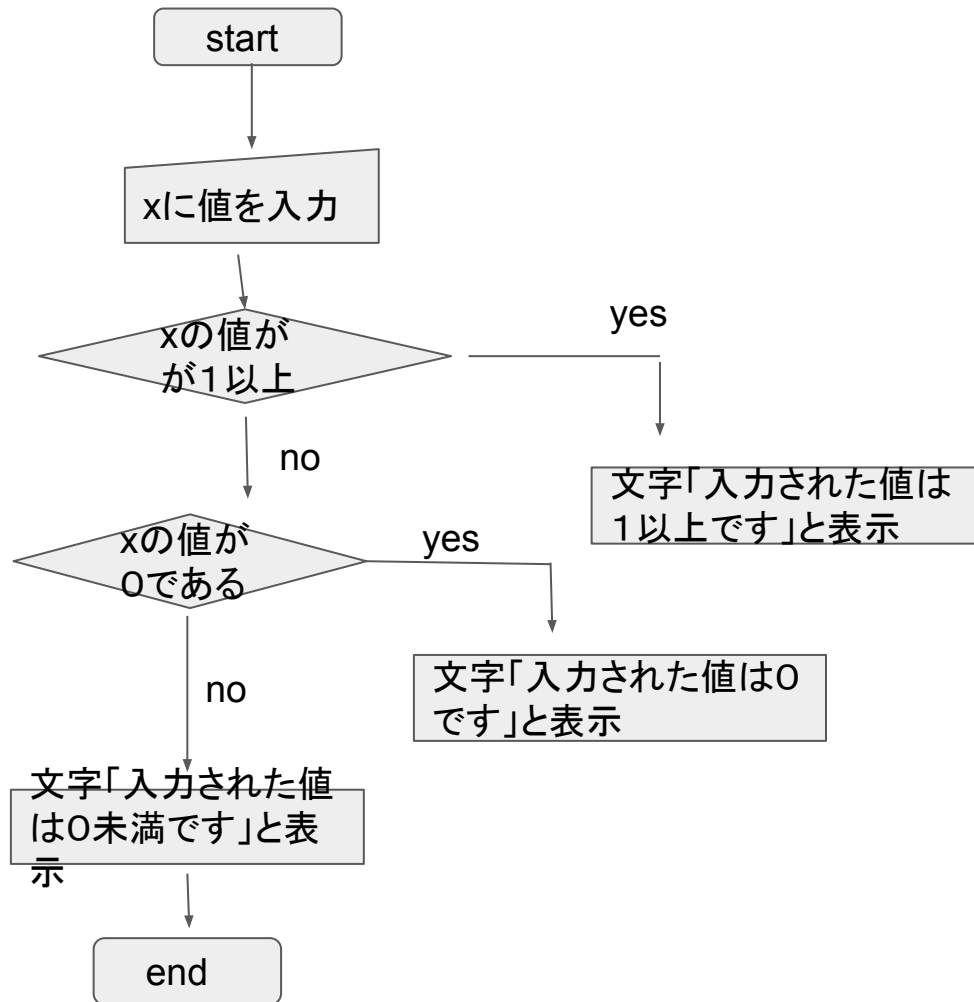 start
xに値を入力
xの値が
が１以上
yes
no
文字「入力された値は
１以上です」と表示
xの値が
0である
yes
文字「入力された値は0
です」と表示
no
文字「入力された値
は0未満です」と表
示
end